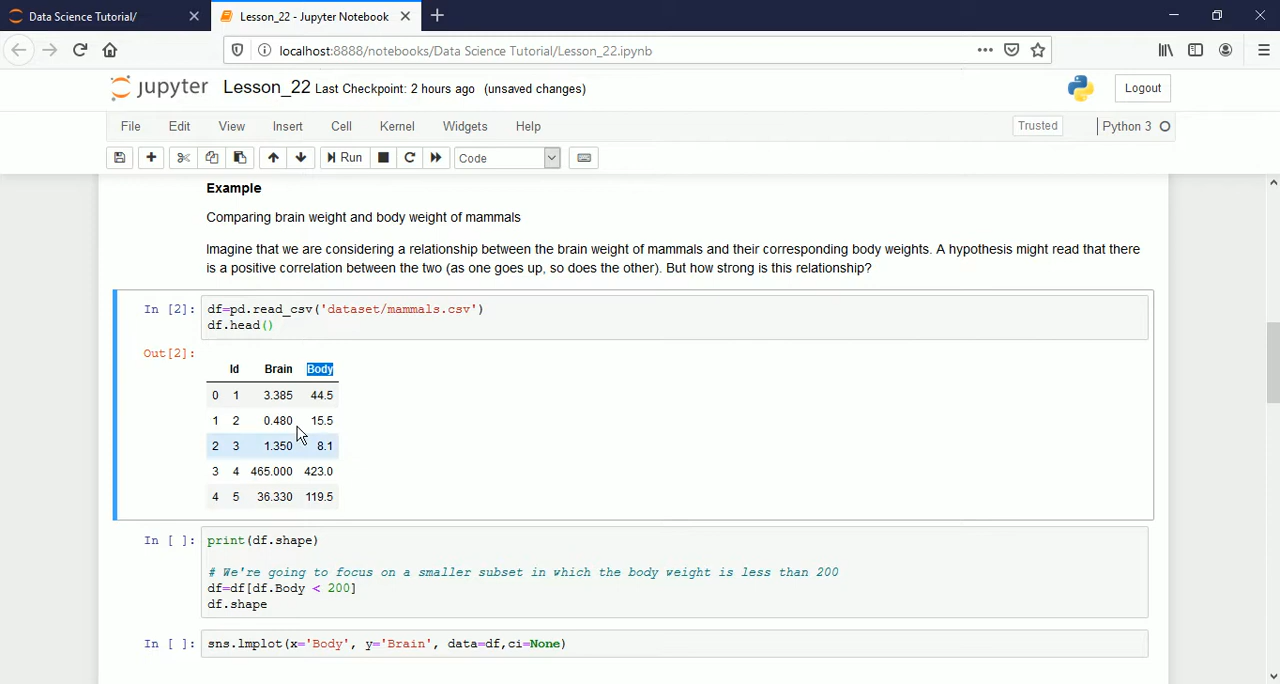 Data Science Tutorial/
Lesson_22 - Jupyter Notebook
localhost:8888/notebooks/Data Science Tutorial/Lesson_22.ipynb
jupyter Lesson_22 Last Checkpoint: 2 hours ago (unsaved changes) Logout
File Edit View Insert Cell Kernel Widgets Help Trusted Python 3
Run Code
Example
Comparing brain weight and body weight of mammals
Imagine that we are considering a relationship between the brain weight of mammals and their corresponding body weights. A hypothesis might read that there
is a positive correlation between the two (as one goes up, so does the other). But how strong is this relationship?
In [2]: df=pd.read_csv('dataset/mammals.csv')
df.head()
Out[2]:
Id Brain Body
0 1 3.385 44.5
1 2 0.480 15.5
2 3 1.350 8.1
3 4 465.000 423.0
4 5 36.330 119.5
In [ ]: print(df.shape)
# We're going to focus on a smaller subset in which the body weight is less than 200
df=df[df.Body < 200]
df.shape
In [ ]: sns.lmplot(x='Body', y='Brain', data=df,ci=None)